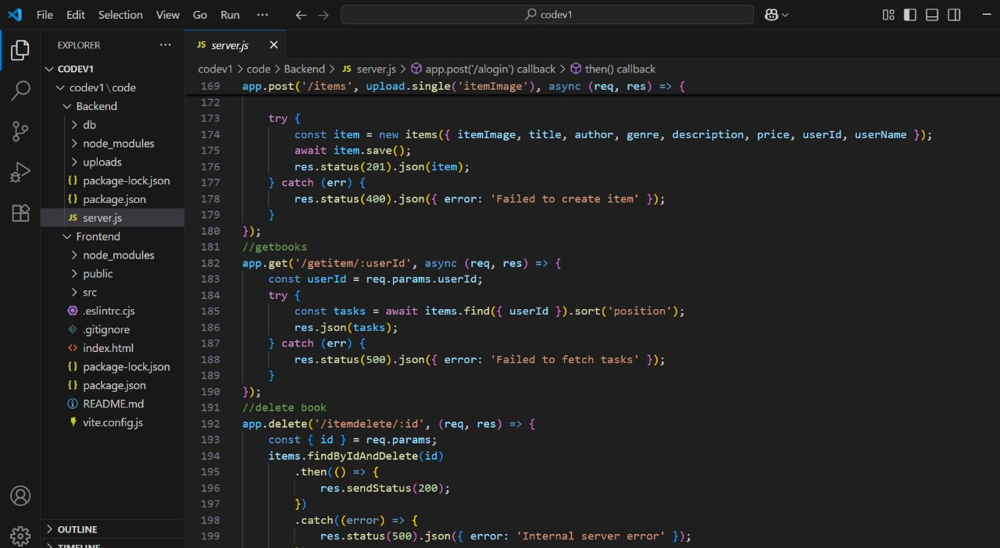 File Edit Selection View Go Run ··· ← → codev1
EXPLORER ···
CODEV1
codev1\code
Backend
db
node_modules
uploads
{} package-lock.json
{} package.json
JS server.js
Frontend
node_modules
public
src
.eslintrc.cjs
.gitignore
<> index.html
{} package-lock.json
{} package.json
README.md
vite.config.js
OUTLINE
TIMELINE
JS server.js ×
codev1 > code > Backend > JS server.js > app.post('/alogin') callback > then() callback
169 app.post('/items', upload.single('itemImage'), async (req, res) => {
172
173 try {
174 const item = new items({ itemImage, title, author, genre, description, price, userId, userName });
175 await item.save();
176 res.status(201).json(item);
177 } catch (err) {
178 res.status(400).json({ error: 'Failed to create item' });
179 }
180 });
181 //getbooks
182 app.get('/getitem/:userId', async (req, res) => {
183 const userId = req.params.userId;
184 try {
185 const tasks = await items.find({ userId }).sort('position');
186 res.json(tasks);
187 } catch (err) {
188 res.status(500).json({ error: 'Failed to fetch tasks' });
189 }
190 });
191 //delete book
192 app.delete('/itemdelete/:id', (req, res) => {
193 const { id } = req.params;
194 items.findByIdAndDelete(id)
195 .then(() => {
196 res.sendStatus(200);
197 })
198 .catch((error) => {
199 res.status(500).json({ error: 'Internal server error' });